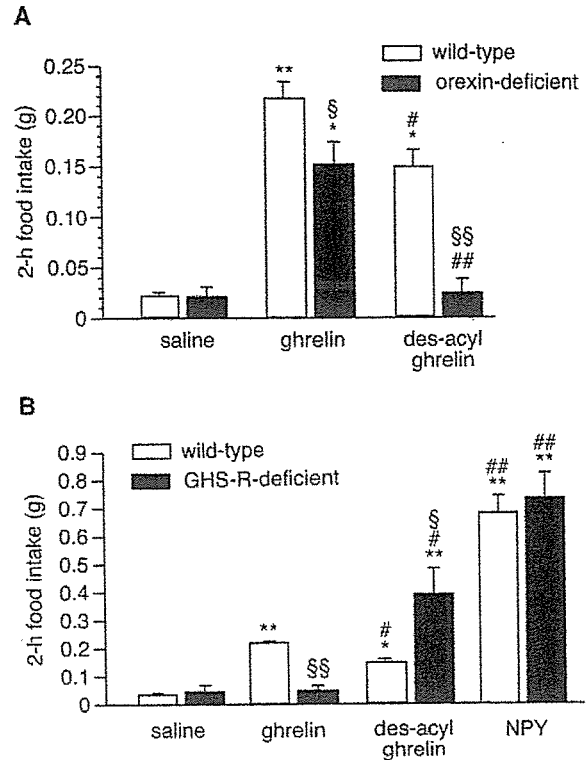 A
wild-type
orexin-deficient
2-h food intake (g)
0.25
0.20
0.15
0.10
0.05
0
**
§
*
#
*
§§
##
saline
ghrelin
des-acyl
ghrelin
B
wild-type
GHS-R-deficient
2-h food intake (g)
0.9
0.8
0.7
0.6
0.5
0.4
0.3
0.2
0.1
0
**
§§
#
*
§
#
**
##
**
##
**
saline
ghrelin
des-acyl
ghrelin
NPY